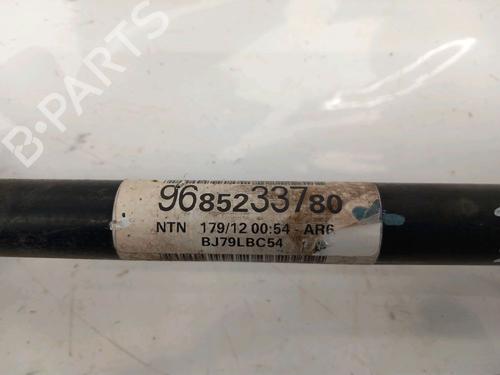 B-PARTS
9685233780
NTN 179/12 00:54 - AR6
BJ79LBC54